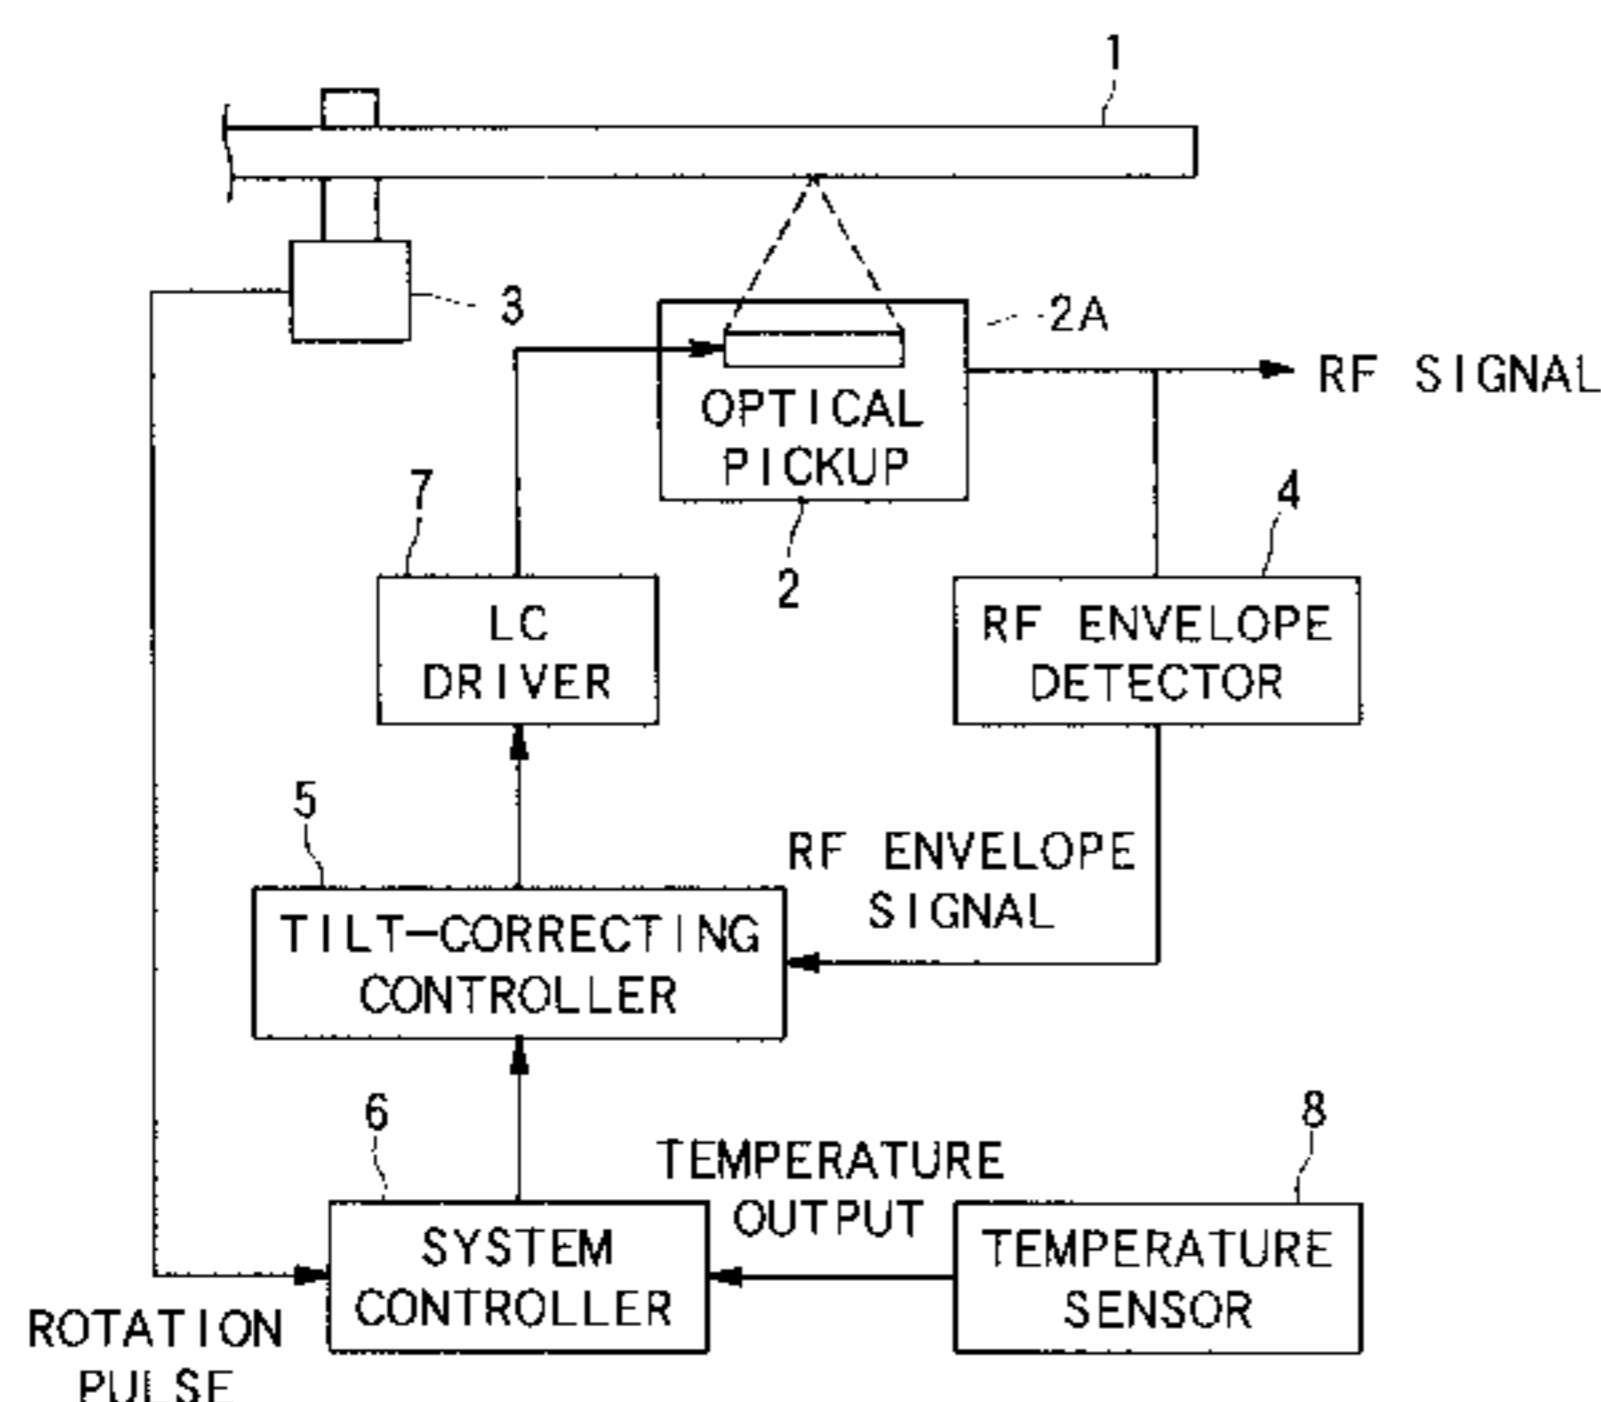 1
3
2A
RF SIGNAL
OPTICAL
PICKUP
2
7
4
LC
DRIVER
RF ENVELOPE
DETECTOR
5
RF ENVELOPE
SIGNAL
TILT-CORRECTING
CONTROLLER
6
8
TEMPERATURE
OUTPUT
SYSTEM
CONTROLLER
TEMPERATURE
SENSOR
ROTATION
PULSE